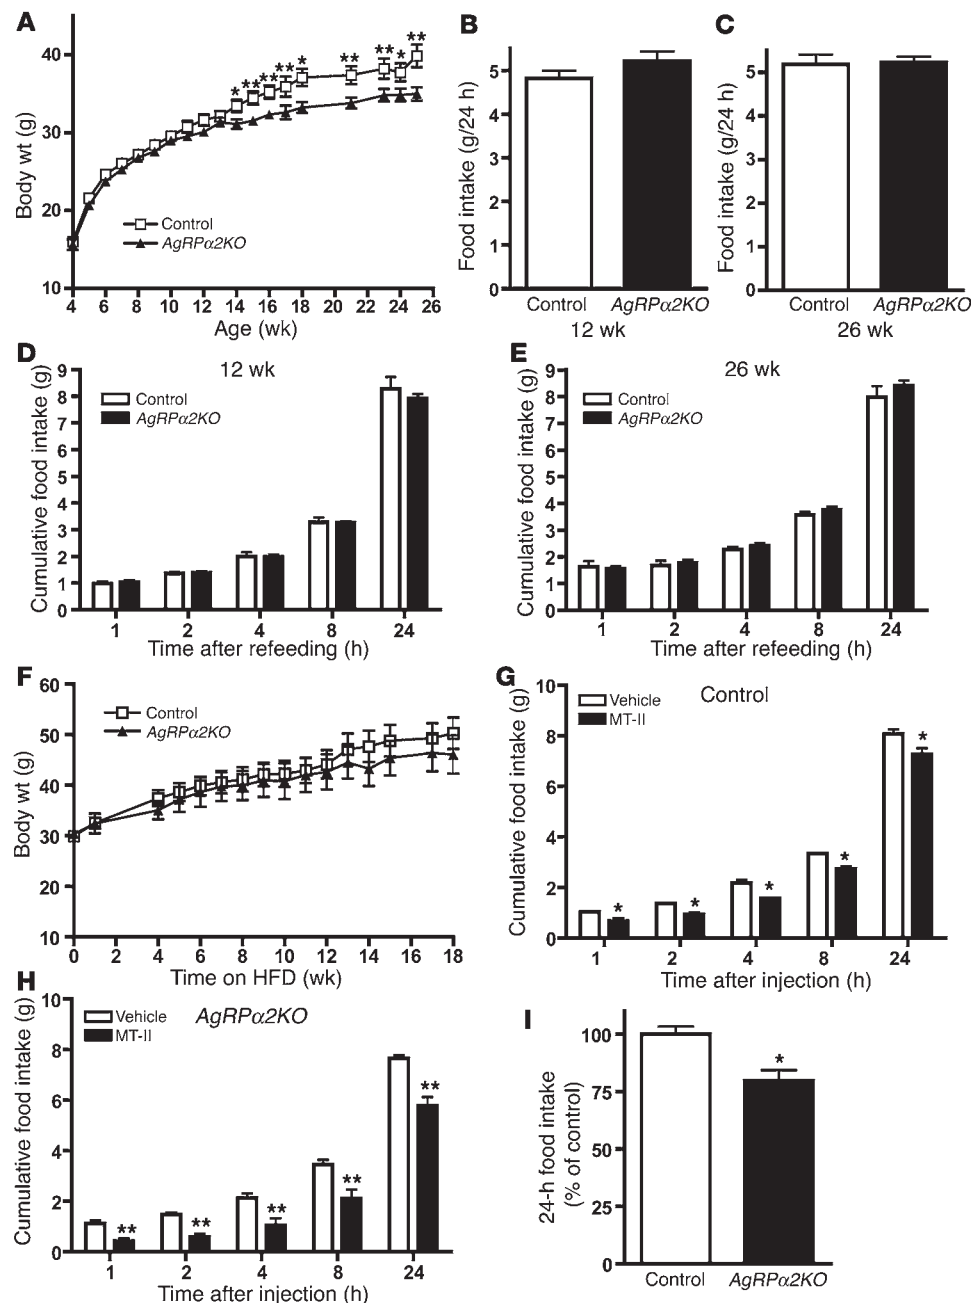 A
Body wt (g)
40
30
20
10
* ** ** ** * ** ** * **
Control
AgRPα2KO
4 6 8 10 12 14 16 18 20 22 24 26
Age (wk)
B
Food intake (g/24 h)
5
4
3
2
1
0
Control AgRPα2KO
12 wk
C
Food intake (g/24 h)
5
4
3
2
1
0
Control AgRPα2KO
26 wk
D
12 wk
Cumulative food intake (g)
9
8
7
6
5
4
3
2
1
0
Control
AgRPα2KO
1 2 4 8 24
Time after refeeding (h)
E
26 wk
Cumulative food intake (g)
9
8
7
6
5
4
3
2
1
0
Control
AgRPα2KO
1 2 4 8 24
Time after refeeding (h)
F
Body wt (g)
60
50
40
30
20
10
Control
AgRPα2KO
0 2 4 6 8 10 12 14 16 18
Time on HFD (wk)
G
Control
Cumulative food intake (g)
10
8
6
4
2
0
Vehicle
MT-II
* * * * *
1 2 4 8 24
Time after injection (h)
H
AgRPα2KO
Cumulative food intake (g)
10
8
6
4
2
0
Vehicle
MT-II
** ** ** ** **
1 2 4 8 24
Time after injection (h)
I
24-h food intake
(% of control)
100
75
50
25
0
*
Control AgRPα2KO